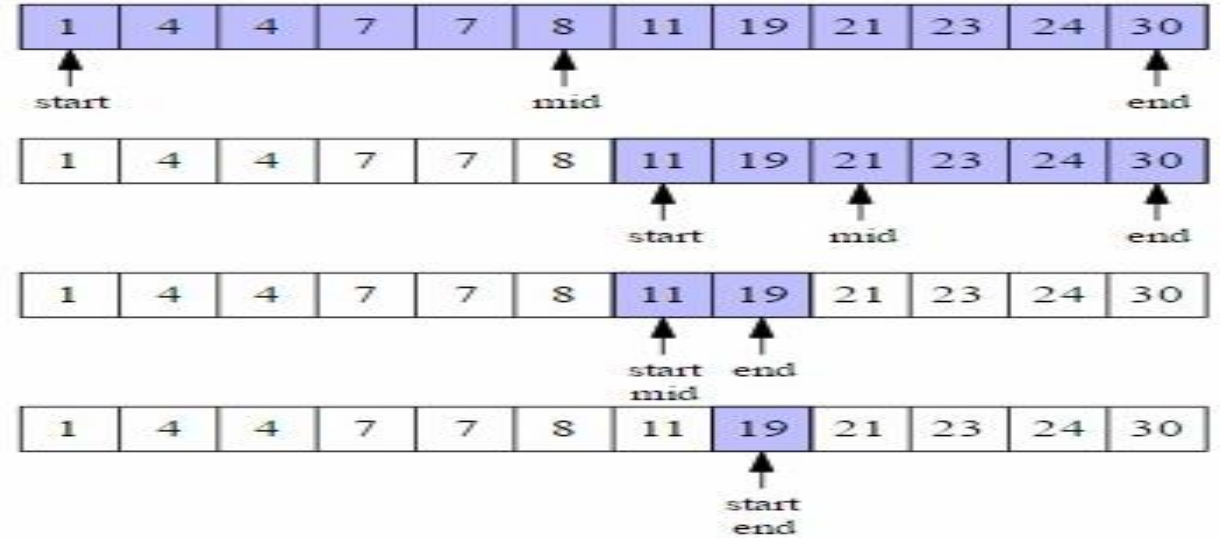 1 4 4 7 7 8 11 19 21 23 24 30
start mid end
1 4 4 7 7 8 11 19 21 23 24 30
start mid end
1 4 4 7 7 8 11 19 21 23 24 30
start end
mid
1 4 4 7 7 8 11 19 21 23 24 30
start
end